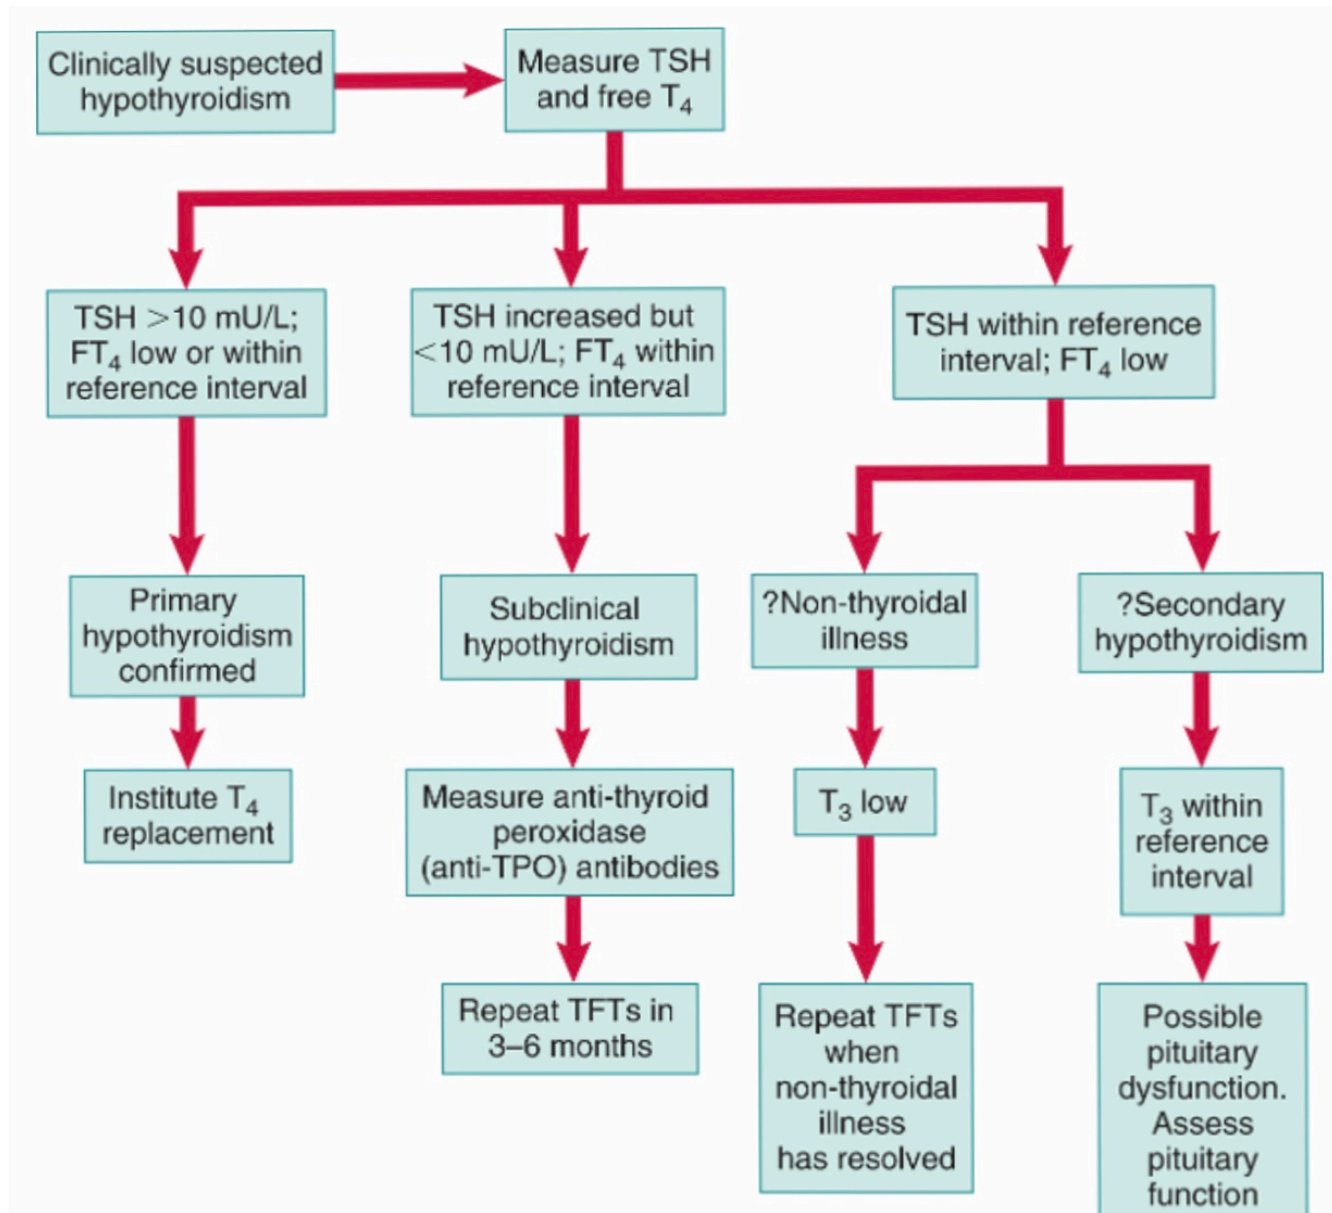 Clinically suspected
hypothyroidism
Measure TSH
and free T₄
TSH >10 mU/L;
FT₄ low or within
reference interval
TSH increased but
<10 mU/L; FT₄ within
reference interval
TSH within reference
interval; FT₄ low
Primary
hypothyroidism
confirmed
Subclinical
hypothyroidism
?Non-thyroidal
illness
?Secondary
hypothyroidism
Institute T₄
replacement
Measure anti-thyroid
peroxidase
(anti-TPO) antibodies
T₃ low
T₃ within
reference
interval
Repeat TFTs in
3–6 months
Repeat TFTs
when
non-thyroidal
illness
has resolved
Possible
pituitary
dysfunction.
Assess
pituitary
function